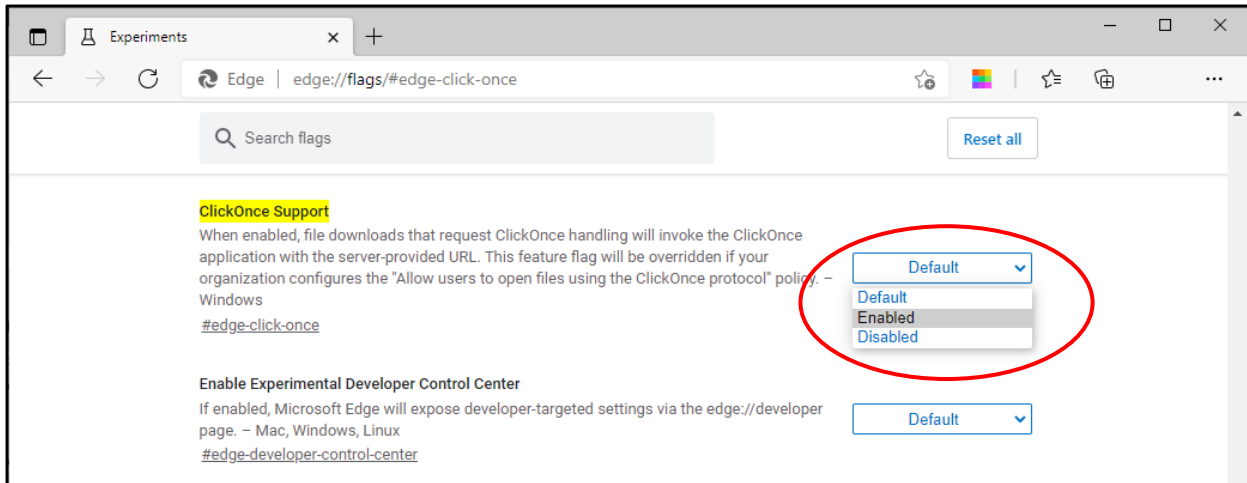 Experiments
Edge | edge://flags/#edge-click-once
Search flags
Reset all
ClickOnce Support
When enabled, file downloads that request ClickOnce handling will invoke the ClickOnce
application with the server-provided URL. This feature flag will be overridden if your
organization configures the "Allow users to open files using the ClickOnce protocol" policy. –
Windows
#edge-click-once
Default
Default
Enabled
Disabled
Enable Experimental Developer Control Center
If enabled, Microsoft Edge will expose developer-targeted settings via the edge://developer
page. – Mac, Windows, Linux
#edge-developer-control-center
Default